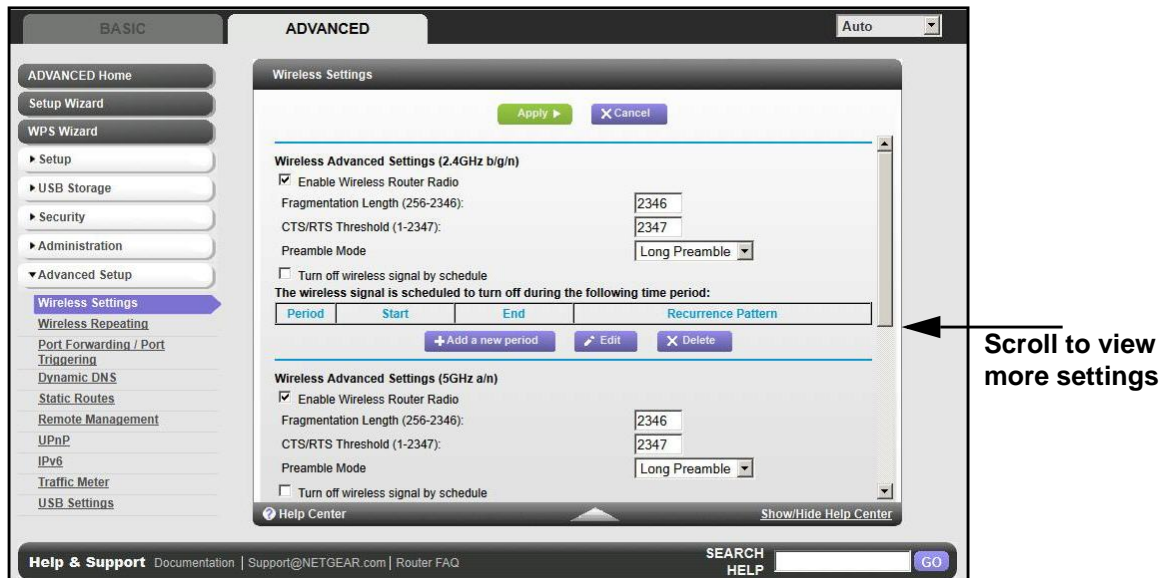 BASIC
ADVANCED
Auto
ADVANCED Home
Setup Wizard
WPS Wizard
Setup
USB Storage
Security
Administration
Advanced Setup
Wireless Settings
Wireless Repeating
Port Forwarding / Port
Triggering
Dynamic DNS
Static Routes
Remote Management
UPnP
IPv6
Traffic Meter
USB Settings
Wireless Settings
Apply
X Cancel
Wireless Advanced Settings (2.4GHz b/g/n)
Enable Wireless Router Radio
Fragmentation Length (256-2346): 2346
CTS/RTS Threshold (1-2347): 2347
Preamble Mode Long Preamble
Turn off wireless signal by schedule
The wireless signal is scheduled to turn off during the following time period:
Period Start End Recurrence Pattern
+Add a new period Edit X Delete
Wireless Advanced Settings (5GHz a/n)
Enable Wireless Router Radio
Fragmentation Length (256-2346): 2346
CTS/RTS Threshold (1-2347): 2347
Preamble Mode Long Preamble
Turn off wireless signal by schedule
? Help Center Show/Hide Help Center
Help & Support Documentation | Support@NETGEAR.com | Router FAQ
SEARCH
HELP
GO
Scroll to view
more settings